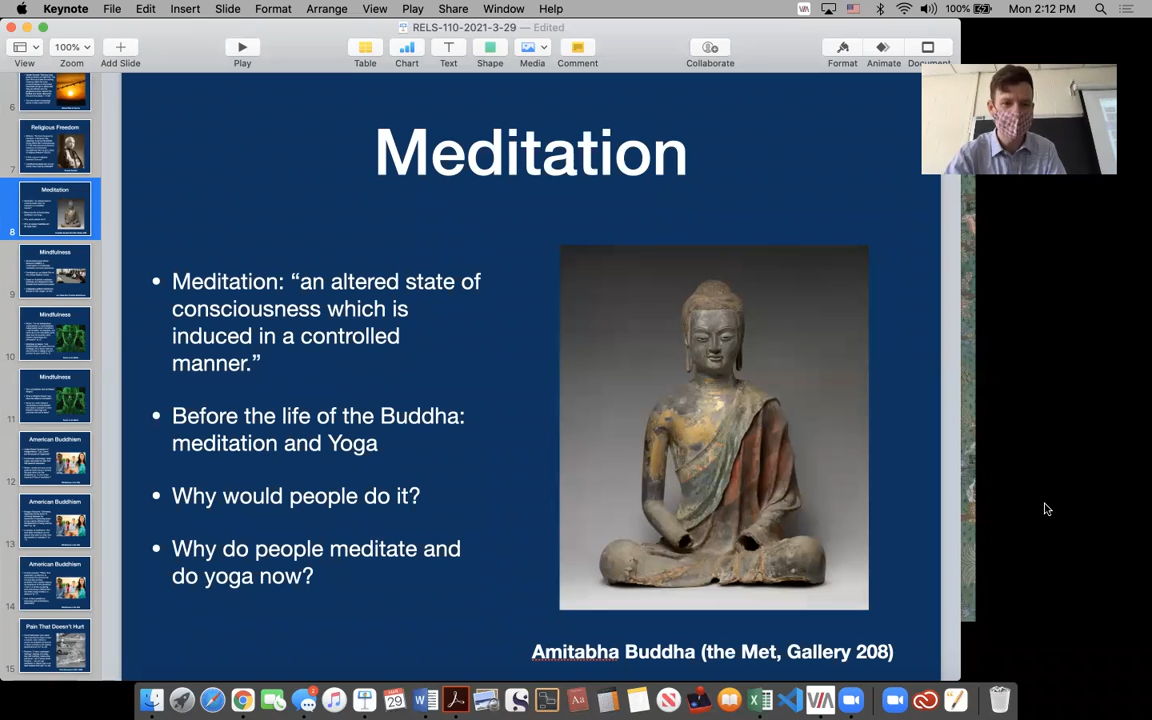 Keynote File Edit Insert Slide Format Arrange View Play Share Window Help 100% Mon 2:12 PM
RELS-110-2021-3-29 — Edited
100%
View Zoom Add Slide Play Table Chart Text Shape Media Comment Collaborate Format Animate Document
6
Religious Freedom
7
Meditation
8
Mindfulness
9
Mindfulness
10
Mindfulness
11
American Buddhism
12
American Buddhism
13
American Buddhism
14
Pain That Doesn't Hurt
15
Meditation
• Meditation: “an altered state of
consciousness which is
induced in a controlled
manner.”
• Before the life of the Buddha:
meditation and Yoga
• Why would people do it?
• Why do people meditate and
do yoga now?
Amitabha Buddha (the Met, Gallery 208)